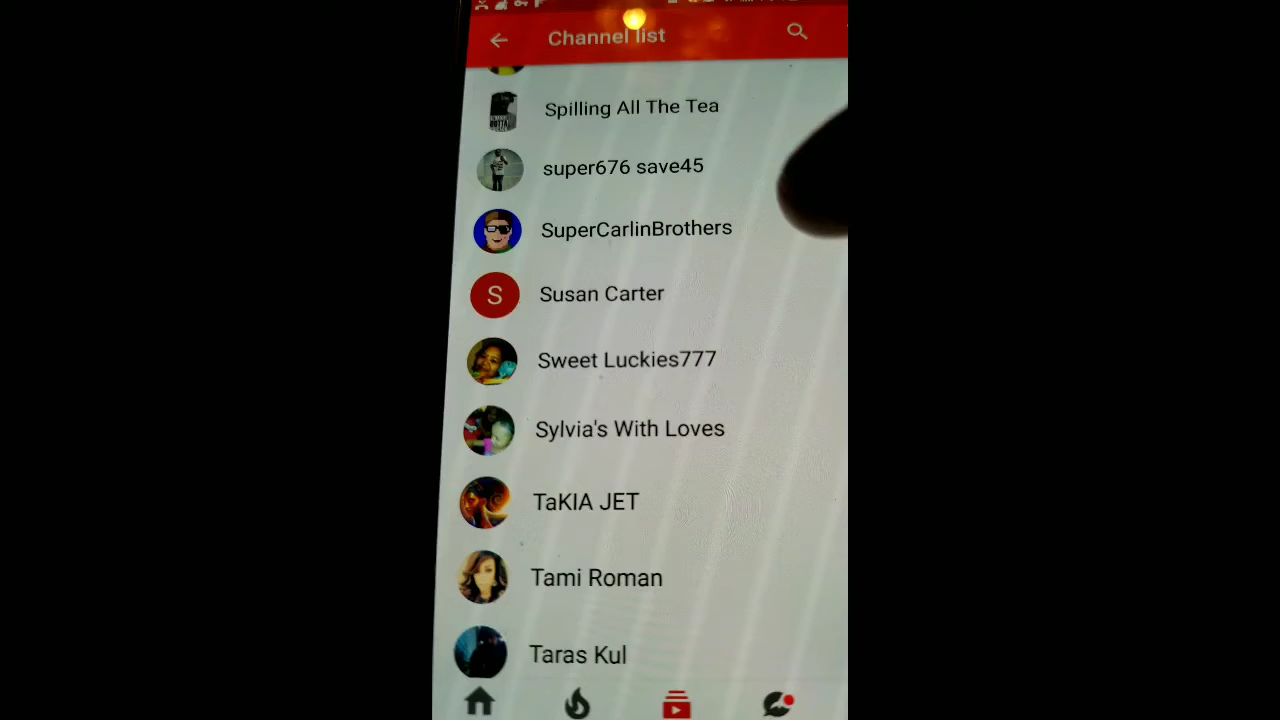 Channel list
Spilling All The Tea
super676 save45
SuperCarlinBrothers
S
Susan Carter
Sweet Luckies777
Sylvia's With Loves
TaKIA JET
Tami Roman
Taras Kul